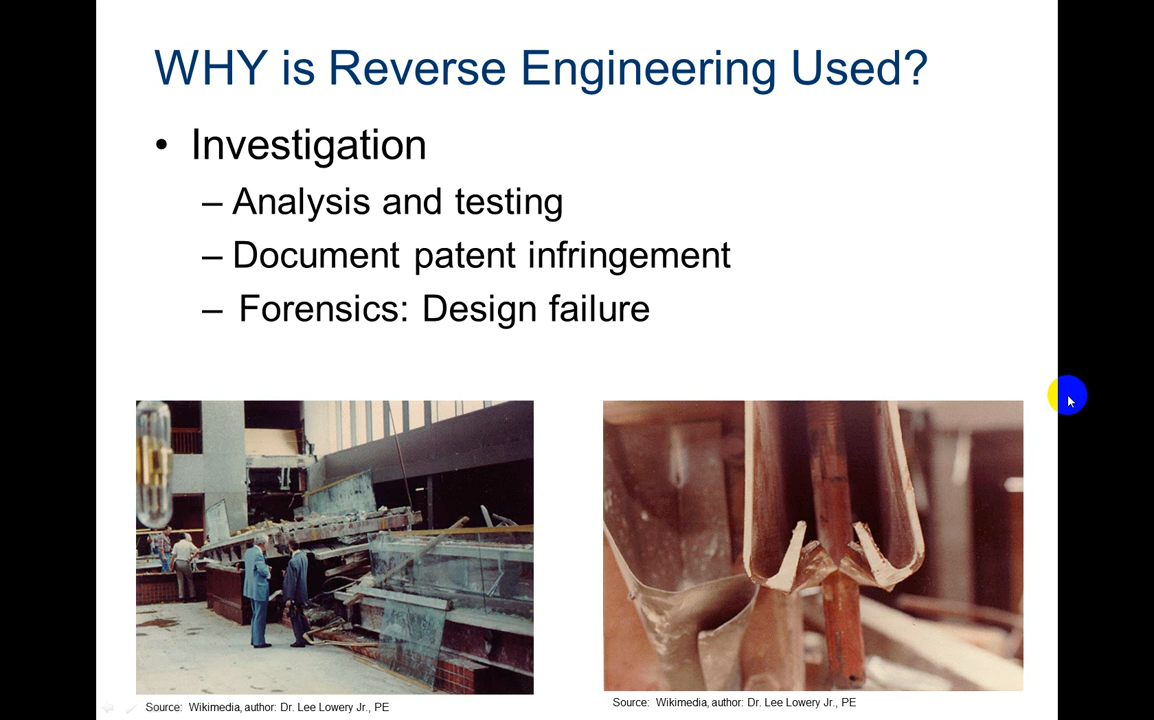 WHY is Reverse Engineering Used?
• Investigation
– Analysis and testing
– Document patent infringement
– Forensics: Design failure
Source: Wikimedia, author: Dr. Lee Lowery Jr., PE
Source: Wikimedia, author: Dr. Lee Lowery Jr., PE